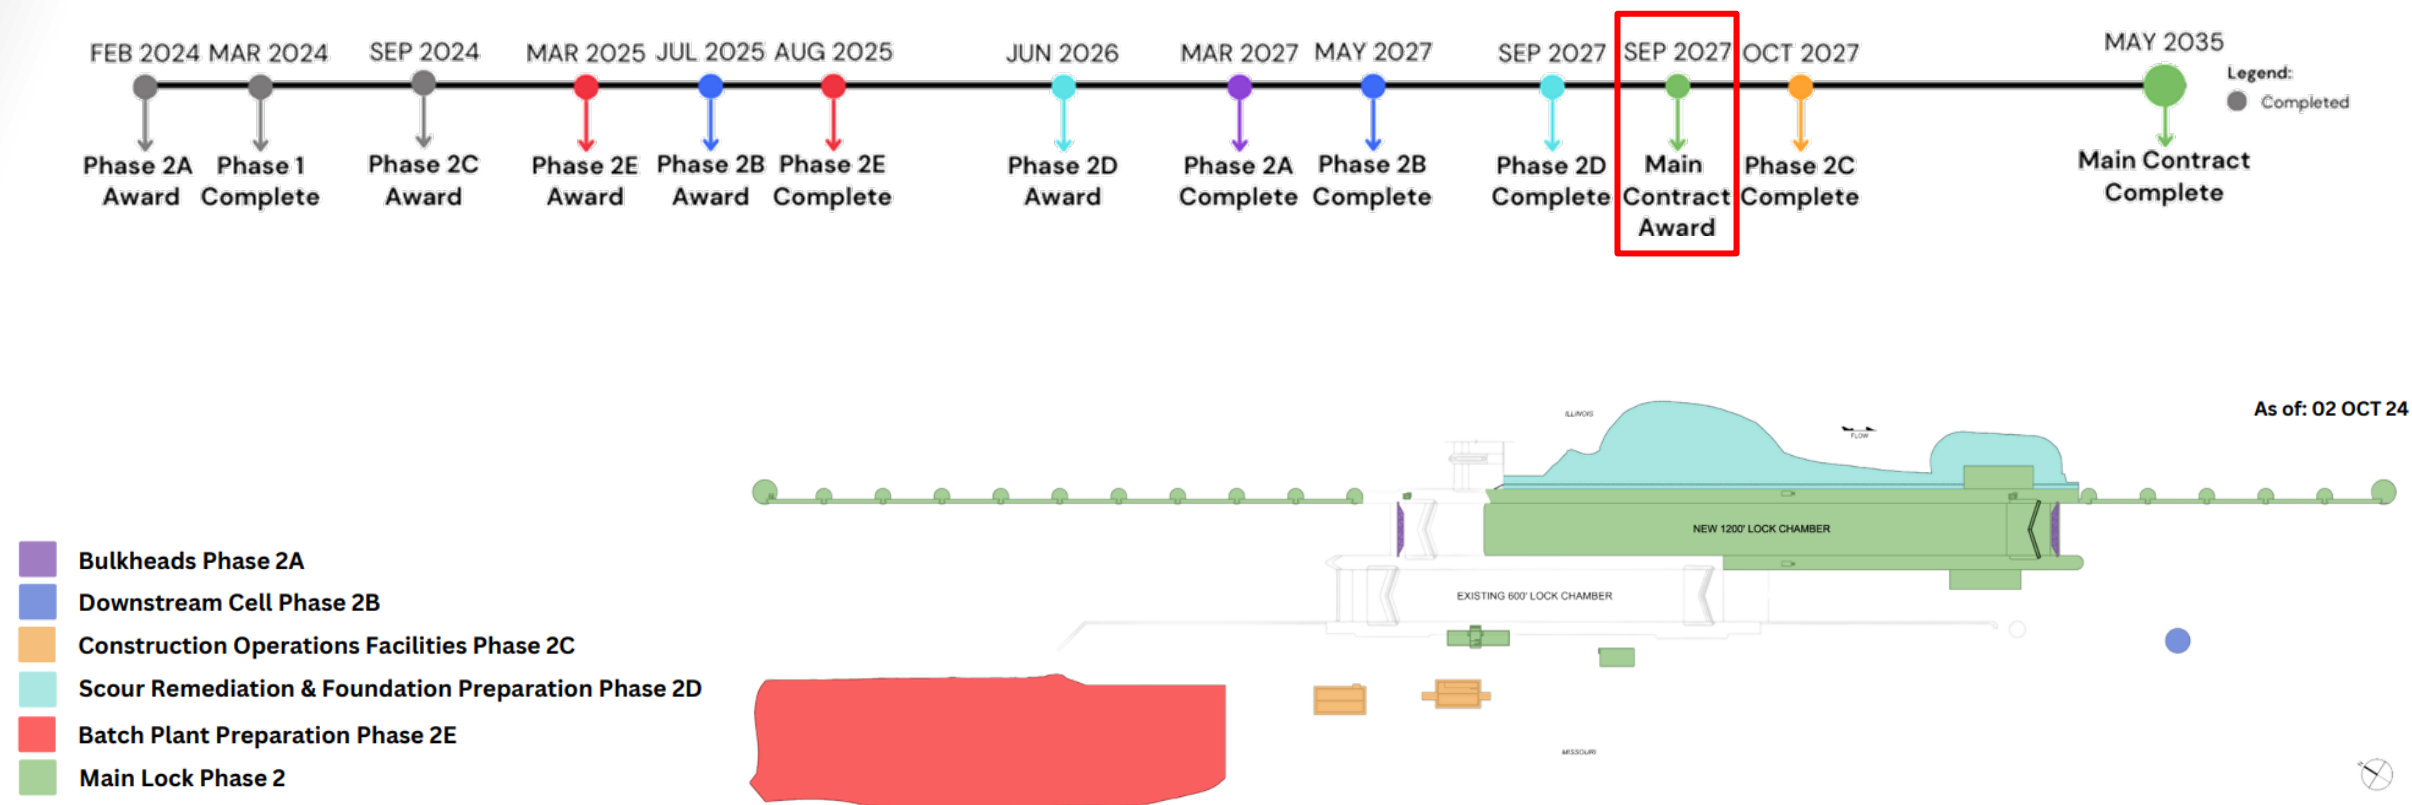 FEB 2024 MAR 2024 SEP 2024 MAR 2025 JUL 2025 AUG 2025 JUN 2026 MAR 2027 MAY 2027 SEP 2027 SEP 2027 OCT 2027 MAY 2035
Legend:
Completed
Phase 2A
Award
Phase 1
Complete
Phase 2C
Award
Phase 2E
Award
Phase 2B
Award
Phase 2E
Complete
Phase 2D
Award
Phase 2A
Complete
Phase 2B
Complete
Phase 2D
Complete
Main
Contract
Award
Phase 2C
Complete
Main Contract
Complete
As of: 02 OCT 24
ILLINOIS
FLOW
NEW 1200' LOCK CHAMBER
EXISTING 600' LOCK CHAMBER
MISSOURI
N
Bulkheads Phase 2A
Downstream Cell Phase 2B
Construction Operations Facilities Phase 2C
Scour Remediation & Foundation Preparation Phase 2D
Batch Plant Preparation Phase 2E
Main Lock Phase 2